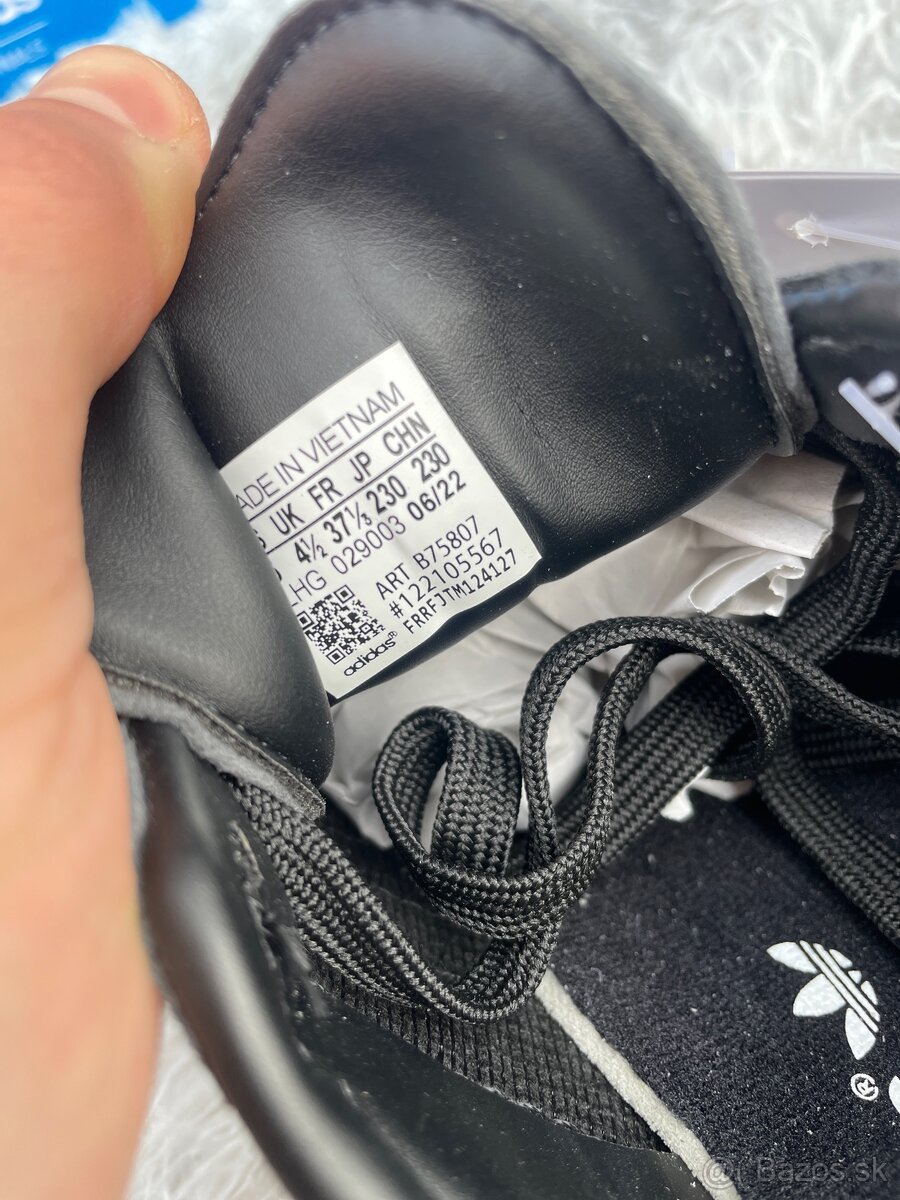 ADE IN VIETNAM
UK FR JP CHN
4½ 37⅓ 230 230
HG 029003 06/22
ART B75807
#122105567
FRRFJTM124127
adidas®
®
Bazos.sk